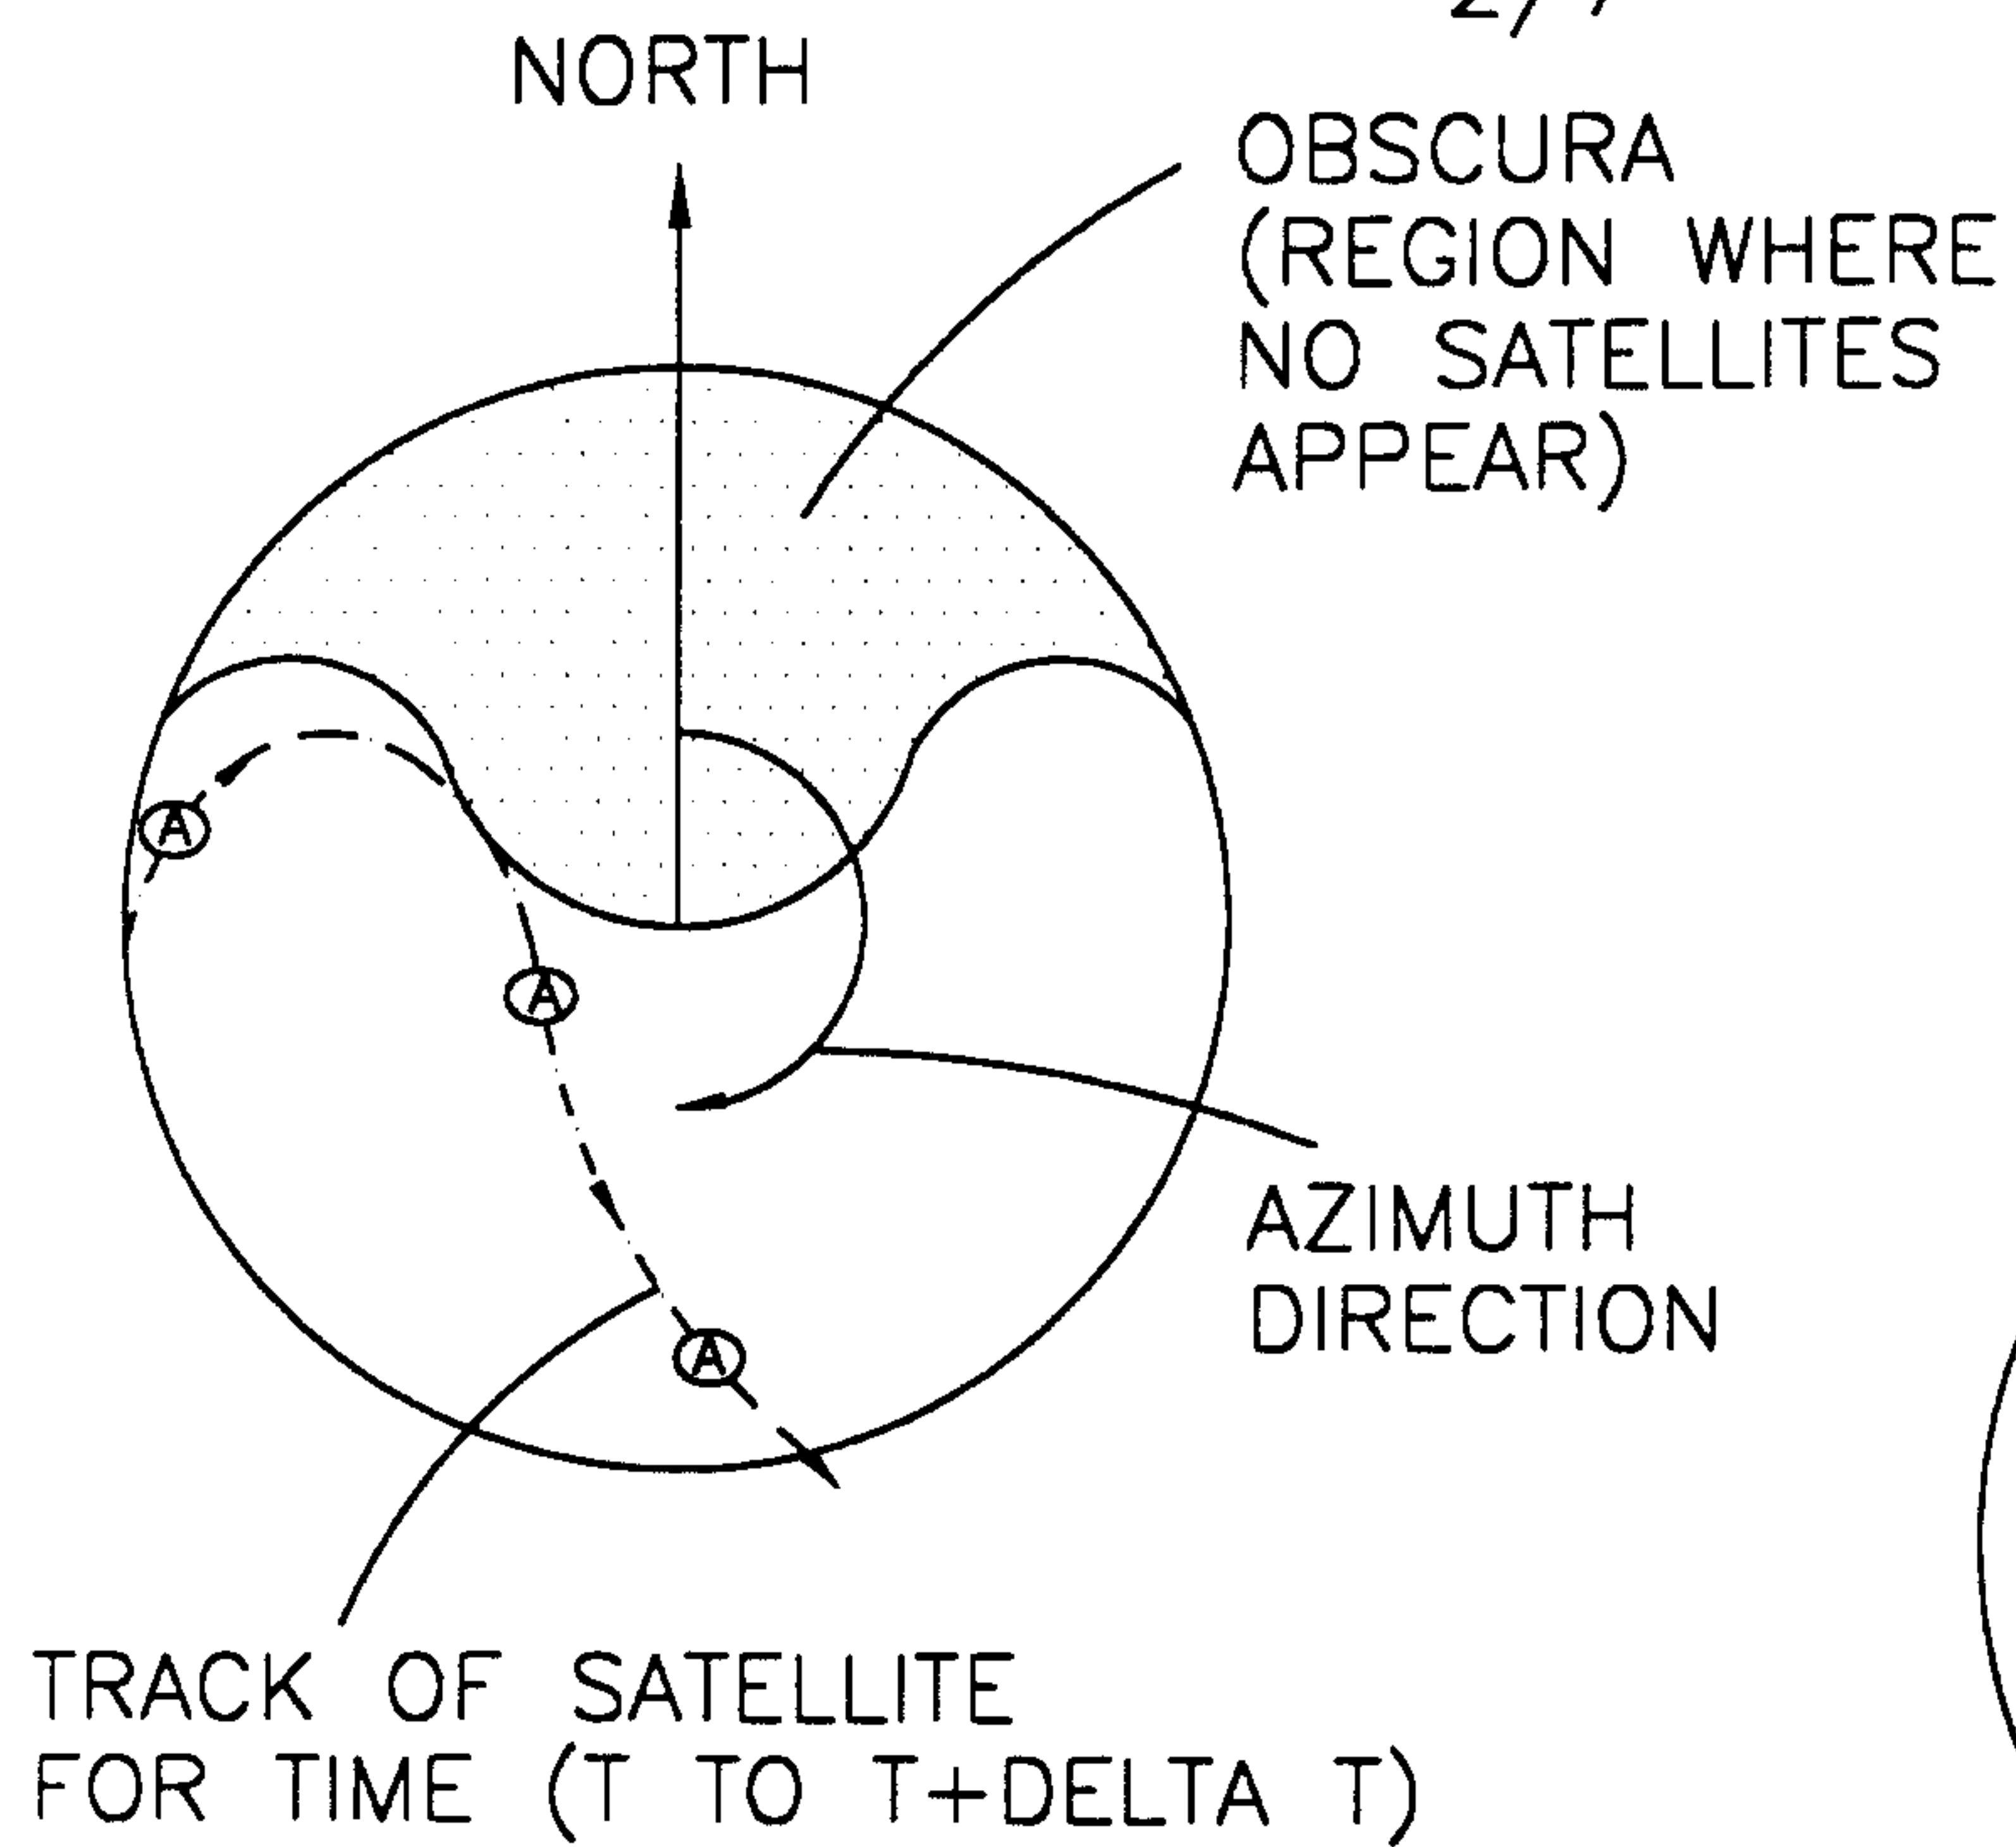 NORTH
OBSCURA
(REGION WHERE
NO SATELLITES
APPEAR)
A
A
A
AZIMUTH
DIRECTION
TRACK OF SATELLITE
FOR TIME (T TO T+DELTA T)